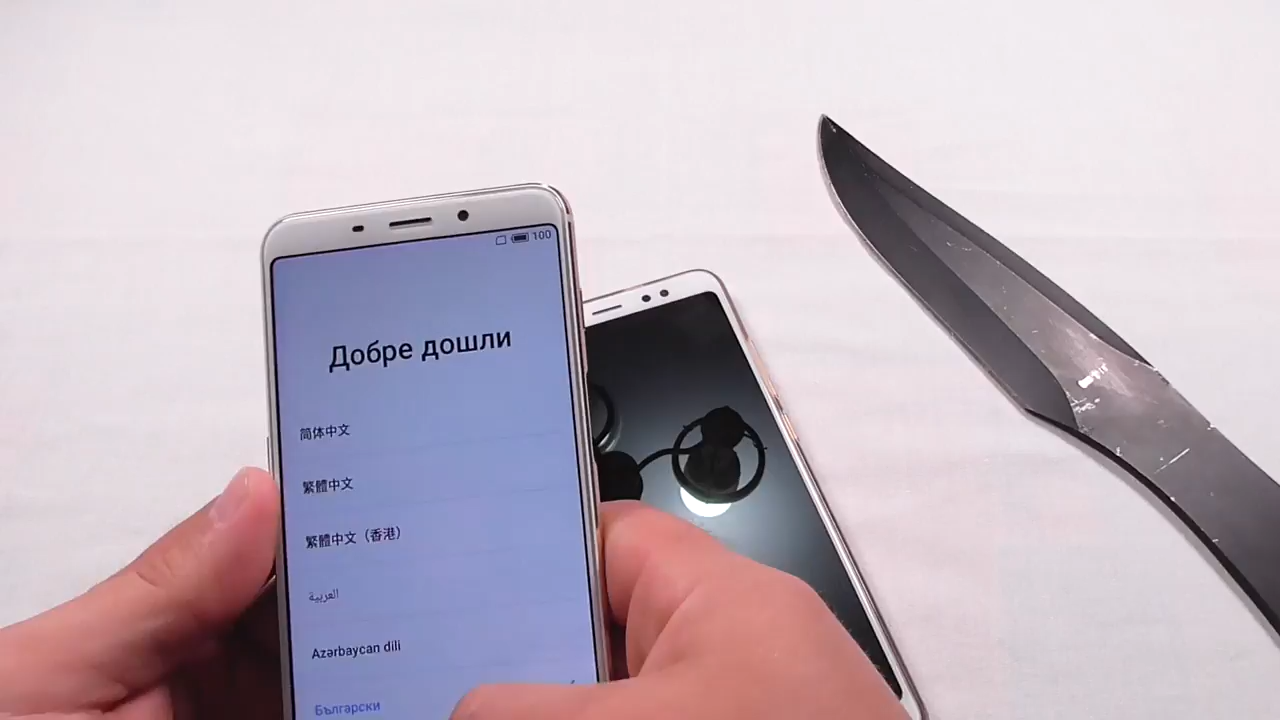 100
Добре дошли
简体中文
繁體中文
繁體中文（香港）
العربية
Azərbaycan dili
Български